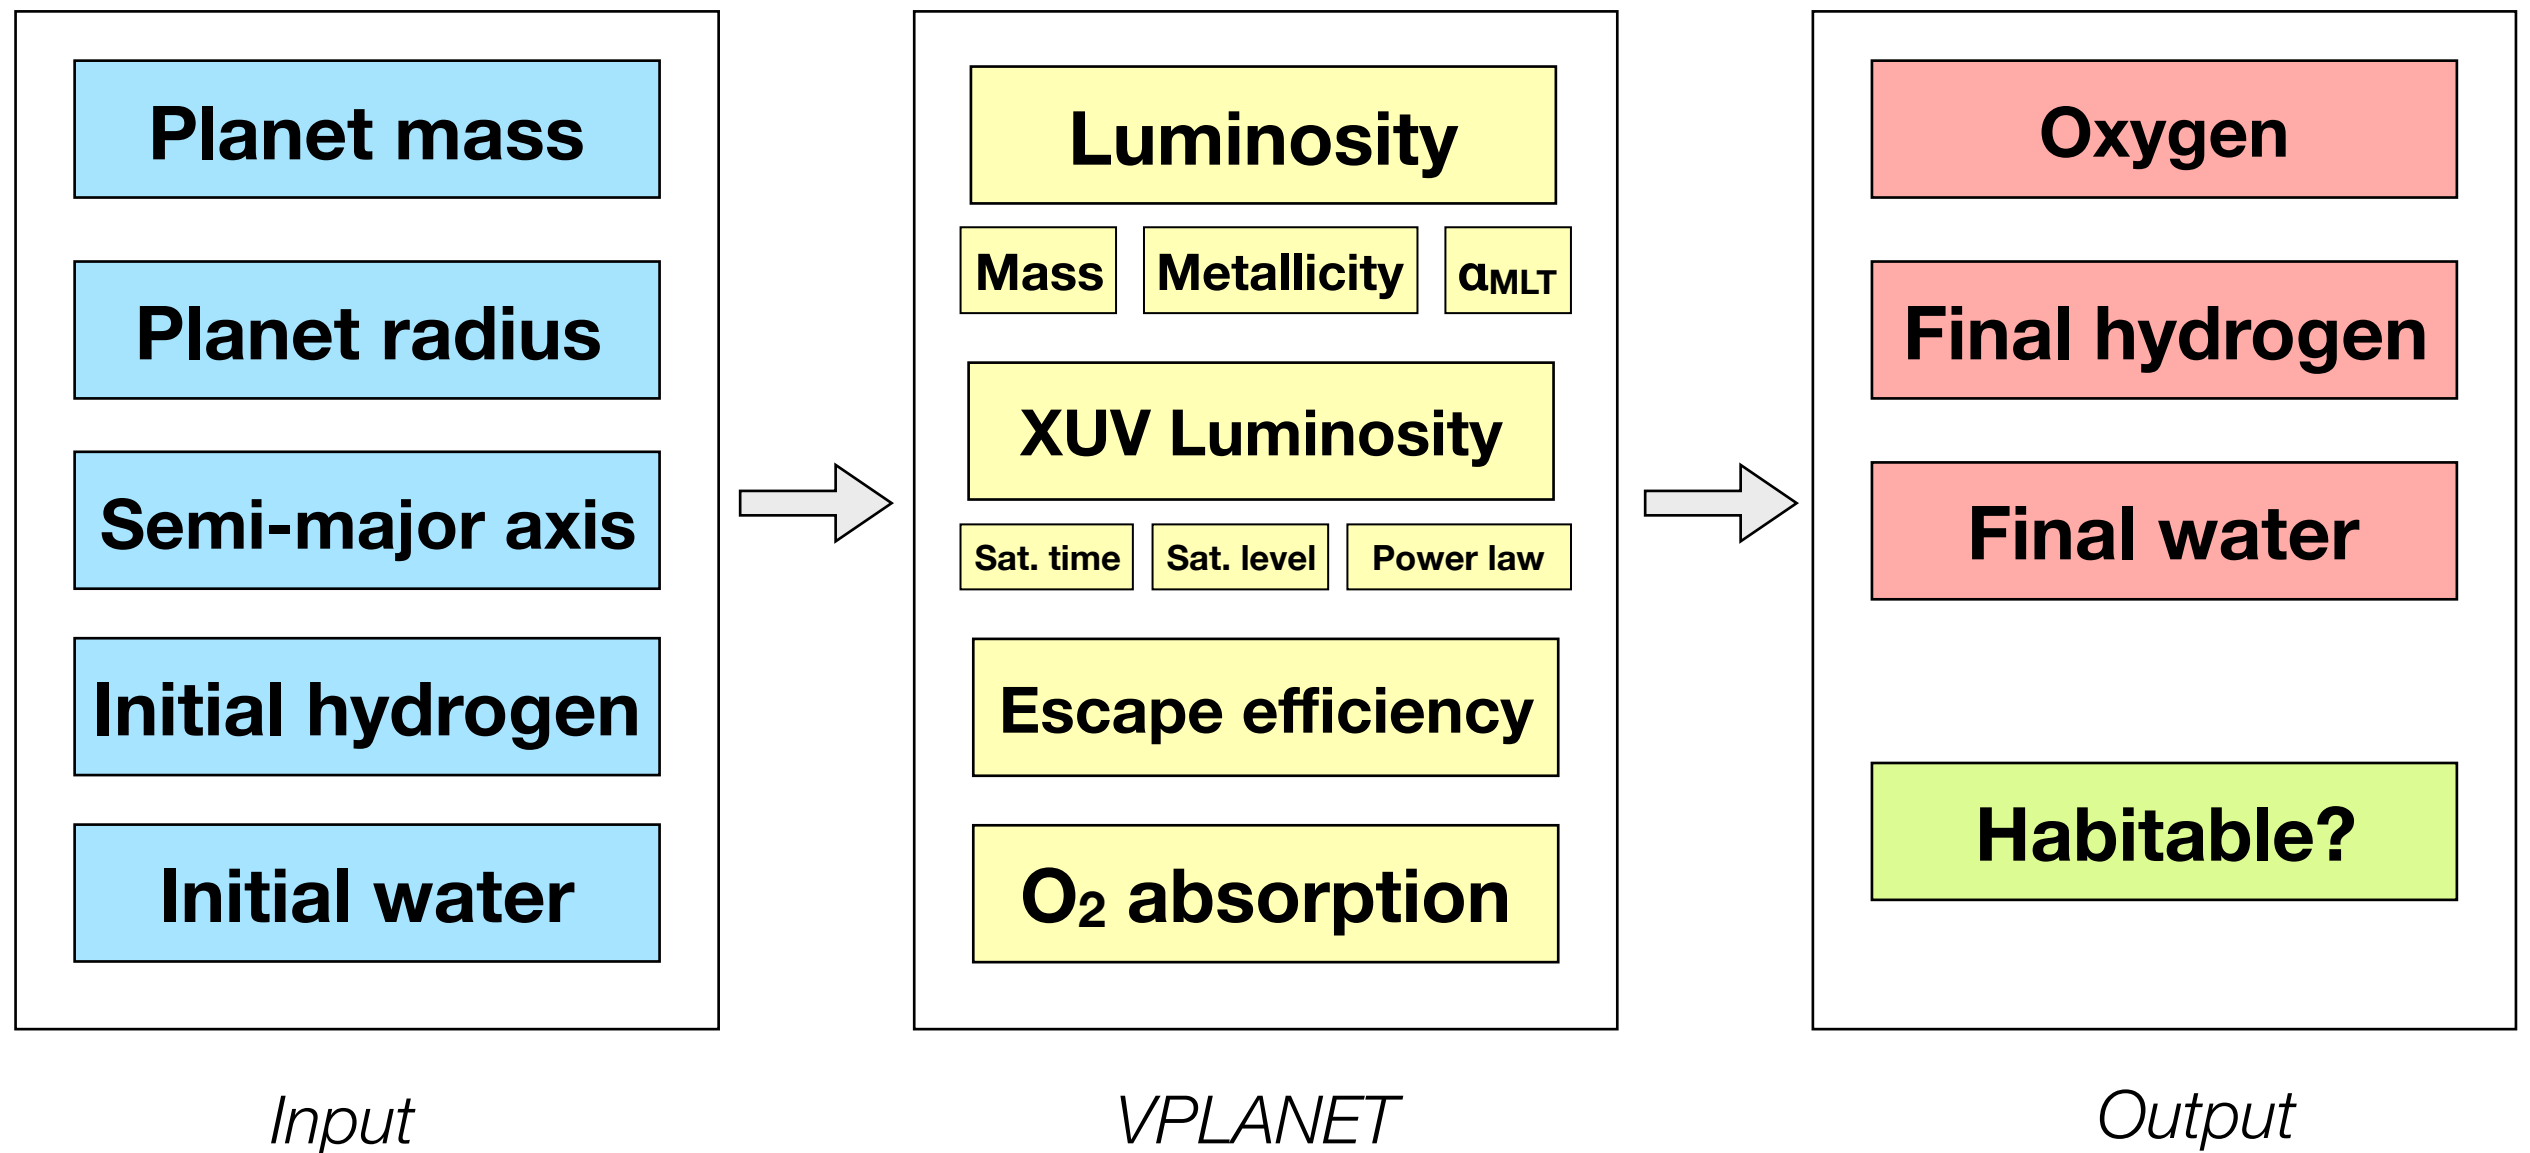 Planet mass
Planet radius
Semi-major axis
Initial hydrogen
Initial water
Input
Luminosity
Mass Metallicity αMLT
XUV Luminosity
Sat. time Sat. level Power law
Escape efficiency
O₂ absorption
VPLANET
Oxygen
Final hydrogen
Final water
Habitable?
Output